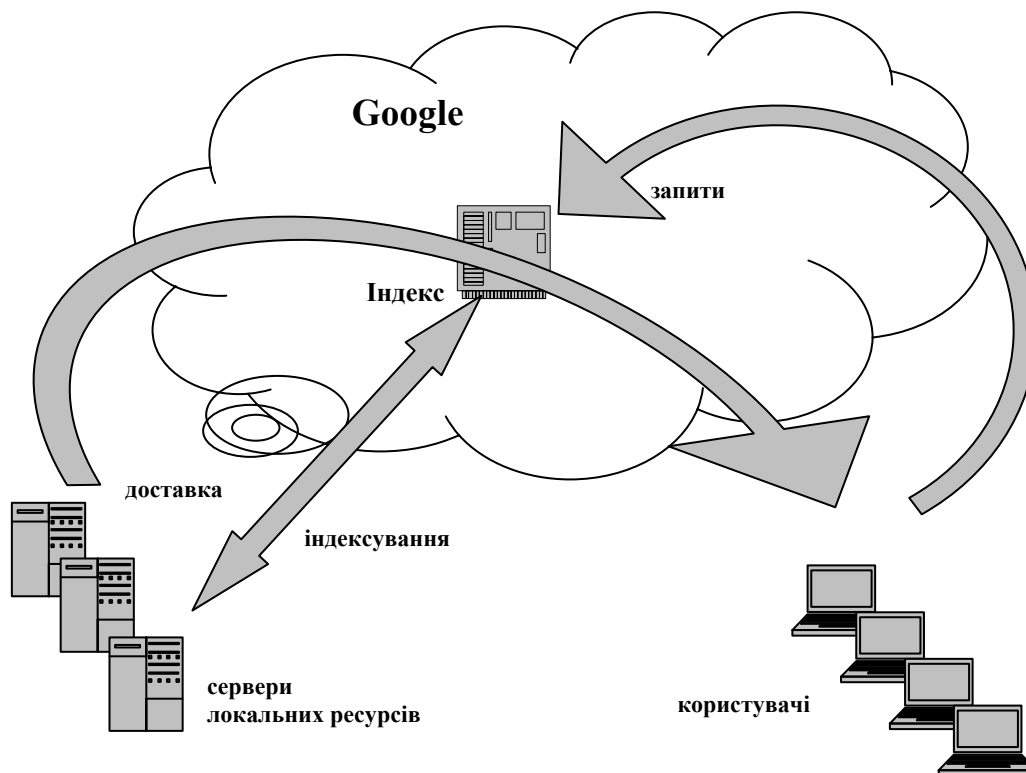 Google
запити
Індекс
доставка
індексування
сервери
локальних ресурсів
користувачі